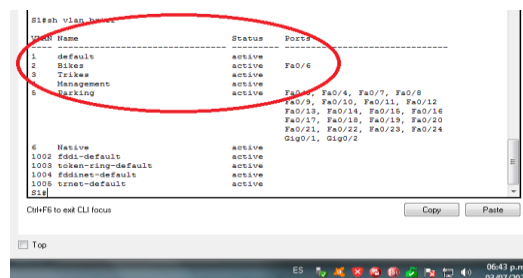 S1#sh vlan
VLAN Name Status Ports
1 default active
2 Bikes active Fa0/6
3 Trikes active
Management active
5 Parking active Fa0/4, Fa0/7, Fa0/8
Fa0/9, Fa0/10, Fa0/11, Fa0/12
Fa0/13, Fa0/14, Fa0/15, Fa0/16
Fa0/17, Fa0/18, Fa0/19, Fa0/20
Fa0/21, Fa0/22, Fa0/23, Fa0/24
Gig0/1, Gig0/2
6 Native active
1002 fddi-default active
1003 token-ring-default active
1004 fddinet-default active
1005 trnet-default active
S1#
Ctrl+F6 to exit CLI focus
Copy Paste
Top
ES 06:43 p.m